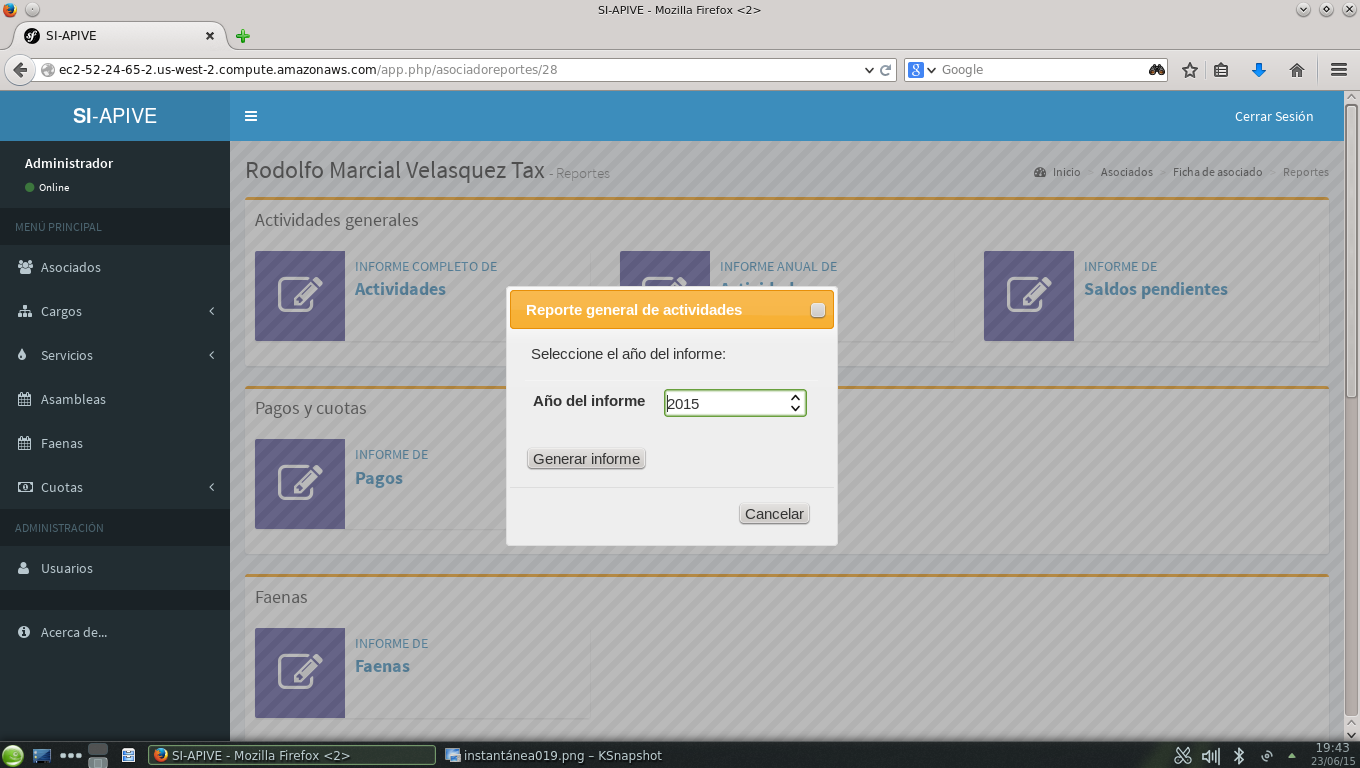 SI-APIVE - Mozilla Firefox <2>
SI-APIVE
ec2-52-24-65-2.us-west-2.compute.amazonaws.com/app.php/asociadoreportes/28
Google
SI-APIVE
Cerrar Sesión
Administrador
Online
MENÚ PRINCIPAL
Asociados
Cargos
Servicios
Asambleas
Faenas
Cuotas
ADMINISTRACIÓN
Usuarios
Acerca de...
Rodolfo Marcial Velasquez Tax - Reportes
Inicio Asociados Ficha de asociado Reportes
Actividades generales
INFORME COMPLETO DE
Actividades
INFORME ANUAL DE
INFORME DE
Saldos pendientes
Reporte general de actividades
Seleccione el año del informe:
Año del informe 2015
Generar informe
Cancelar
Pagos y cuotas
INFORME DE
Pagos
Faenas
INFORME DE
Faenas
SI-APIVE - Mozilla Firefox <2>
instantánea019.png – KSnapshot
19:43
23/06/15